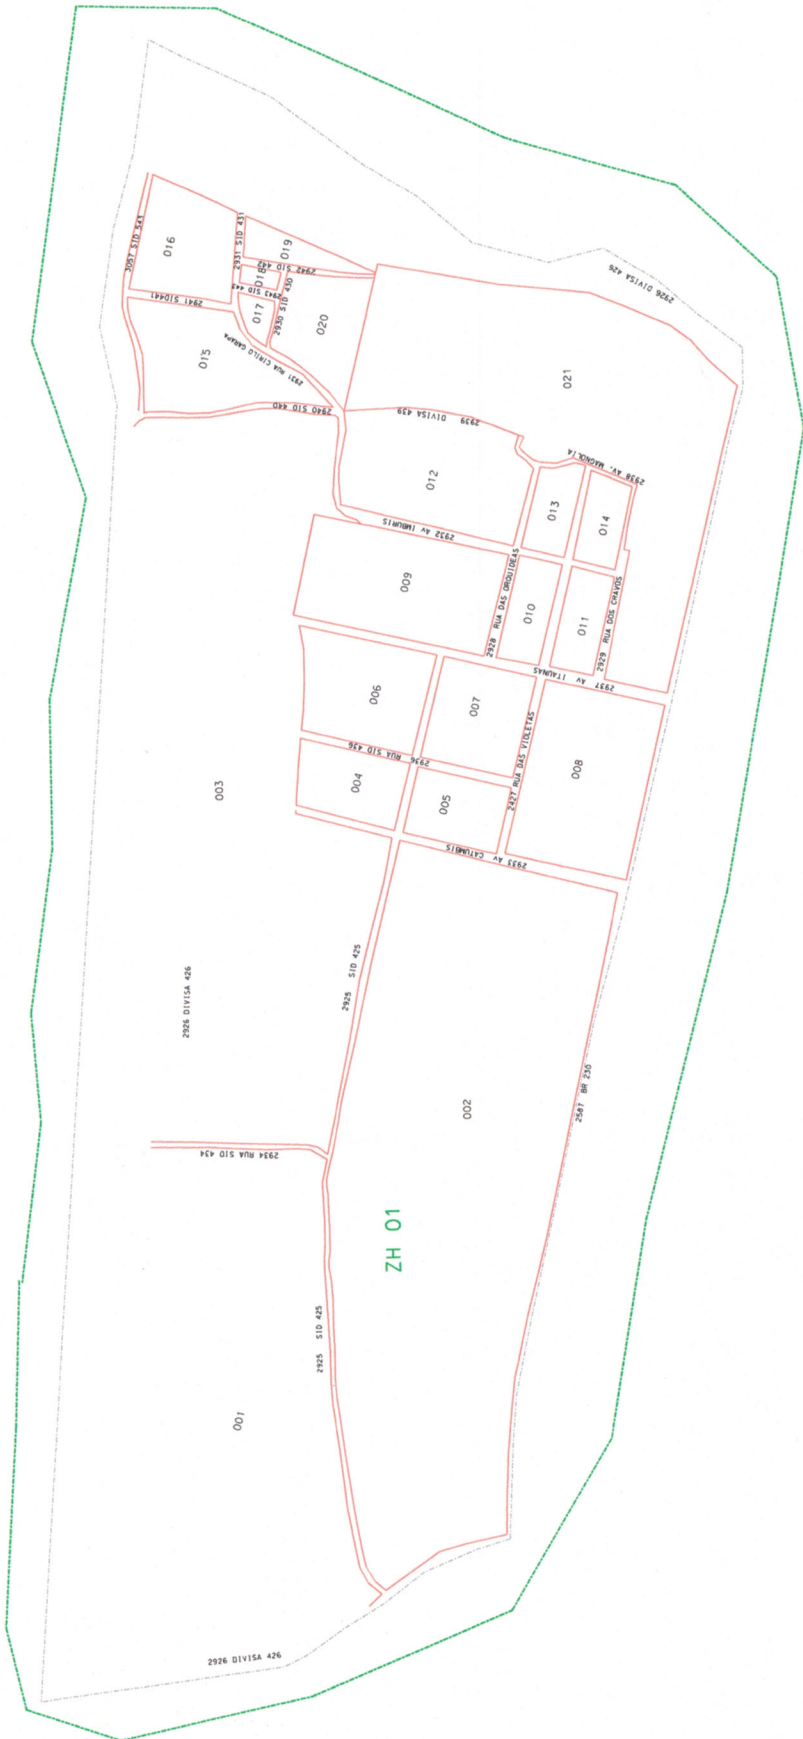 3057 SID 543
016
2931 SID 431
019
2942 SID 442
018
2943 SID 443
2941 SID441
017
2930 SID 430
020
015
2931 RUA CIRILO GARAPA
2940 SID 440
2926 DIVISA 426
021
2939 DIVISA 439
012
2938 AV. MAGNOLIA
013
014
2932 Av IMBURIS
009
2928 RUA DAS ORQUIDEAS
010
011
2929 RUA DOS CRAVOS
2937 Av ITAUNAS
006
007
2936 RUA SID 436
2427 RUA DAS VIOLETAS
008
003
004
005
2935 Av CATUMBIS
2926 DIVISA 426
2925 SID 425
002
2587 BR 230
2934 RUA SID 434
ZH 01
2925 SID 425
001
2926 DIVISA 426